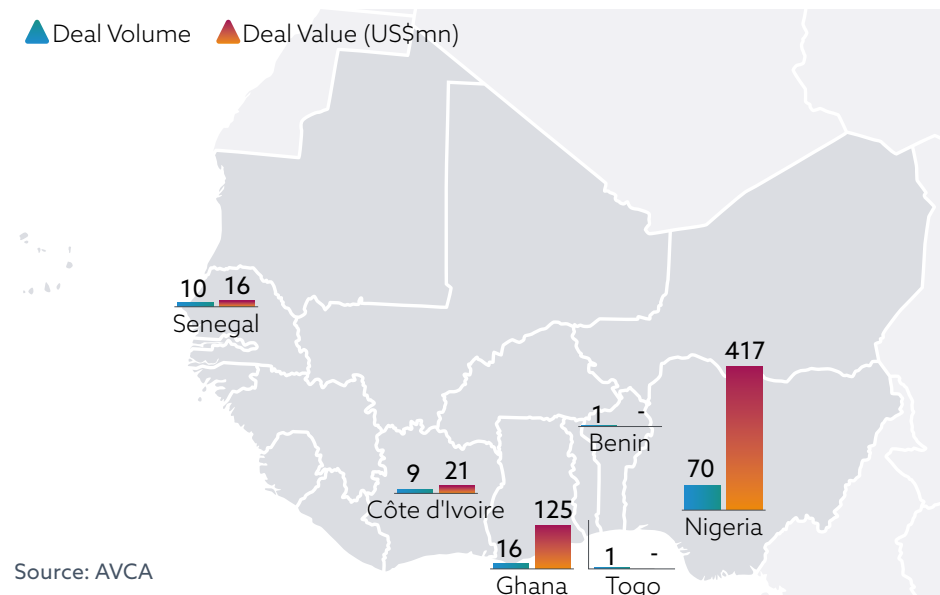 Deal Volume Deal Value (US$mn)
10 16
Senegal
417
1 -
Benin
70
Nigeria
9 21
Côte d'Ivoire
125
16
Ghana
1 -
Togo
Source: AVCA